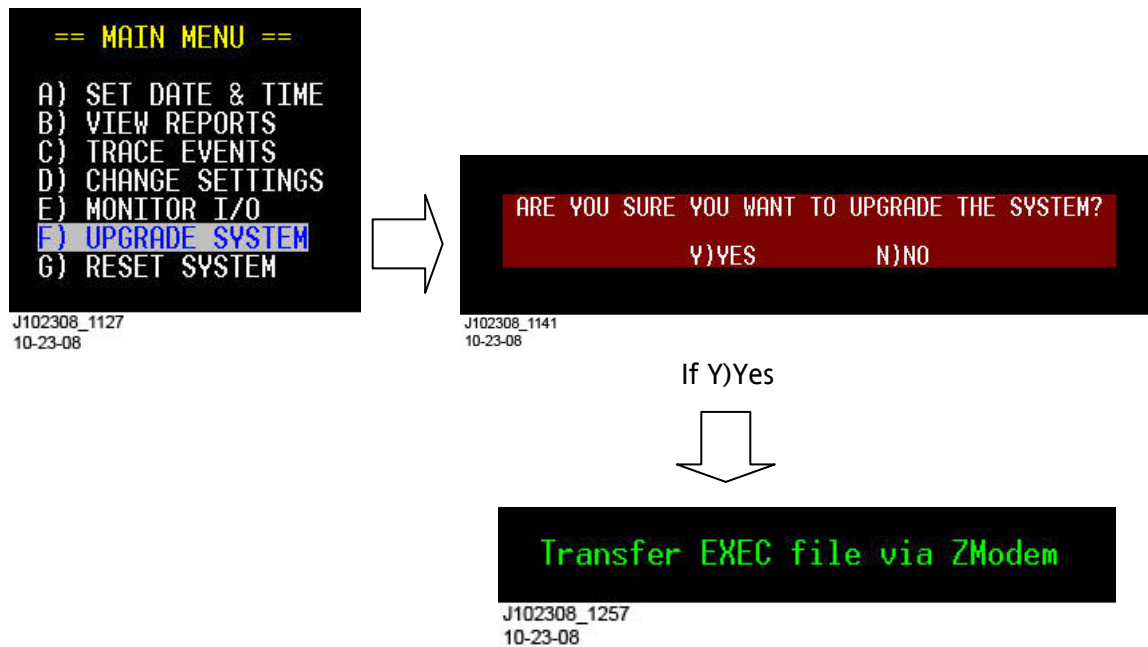 == MAIN MENU ==
A) SET DATE & TIME
B) VIEW REPORTS
C) TRACE EVENTS
D) CHANGE SETTINGS
E) MONITOR I/O
F) UPGRADE SYSTEM
G) RESET SYSTEM
J102308_1127
10-23-08
ARE YOU SURE YOU WANT TO UPGRADE THE SYSTEM?
Y)YES N)NO
J102308_1141
10-23-08
If Y)Yes
Transfer EXEC file via ZModem
J102308_1257
10-23-08